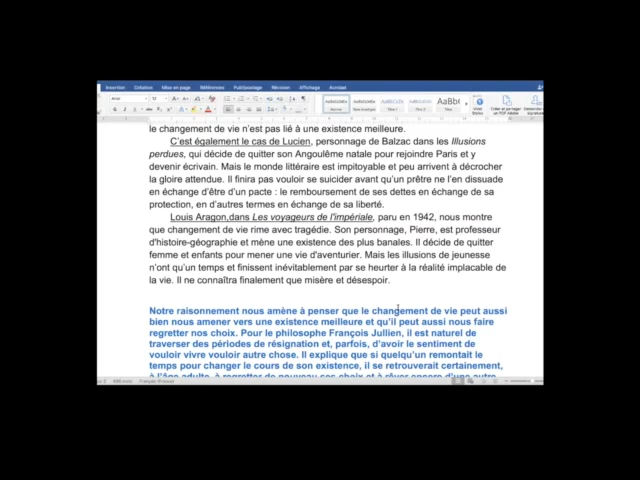 Insertion Création Mise en page Références Publipostage Révision Affichage Acrobat
le changement de vie n'est pas lié à une existence meilleure.
C'est également le cas de Lucien, personnage de Balzac dans les Illusions
perdues, qui décide de quitter son Angoulême natale pour rejoindre Paris et y
devenir écrivain. Mais le monde littéraire est impitoyable et peu arrivent à décrocher
la gloire attendue. Il finira pas vouloir se suicider avant qu'un prêtre ne l'en dissuade
en échange d'être d'un pacte : le remboursement de ses dettes en échange de sa
protection, en d'autres termes en échange de sa liberté.
Louis Aragon,dans Les voyageurs de l'impériale, paru en 1942, nous montre
que changement de vie rime avec tragédie. Son personnage, Pierre, est professeur
d'histoire-géographie et mène une existence des plus banales. Il décide de quitter
femme et enfants pour mener une vie d'aventurier. Mais les illusions de jeunesse
n'ont qu'un temps et finissent inévitablement par se heurter à la réalité implacable de
la vie. Il ne connaîtra finalement que misère et désespoir.
Notre raisonnement nous amène à penser que le changement de vie peut aussi
bien nous amener vers une existence meilleure et qu'il peut aussi nous faire
regretter nos choix. Pour le philosophe François Jullien, il est naturel de
traverser des périodes de résignation et, parfois, d'avoir le sentiment de
vouloir vivre vouloir autre chose. Il explique que si quelqu'un remontait le
temps pour changer le cours de son existence, il se retrouverait certainement,
à l'âge adulte, à regretter de nouveau ses choix et à rêver encore d'une autre